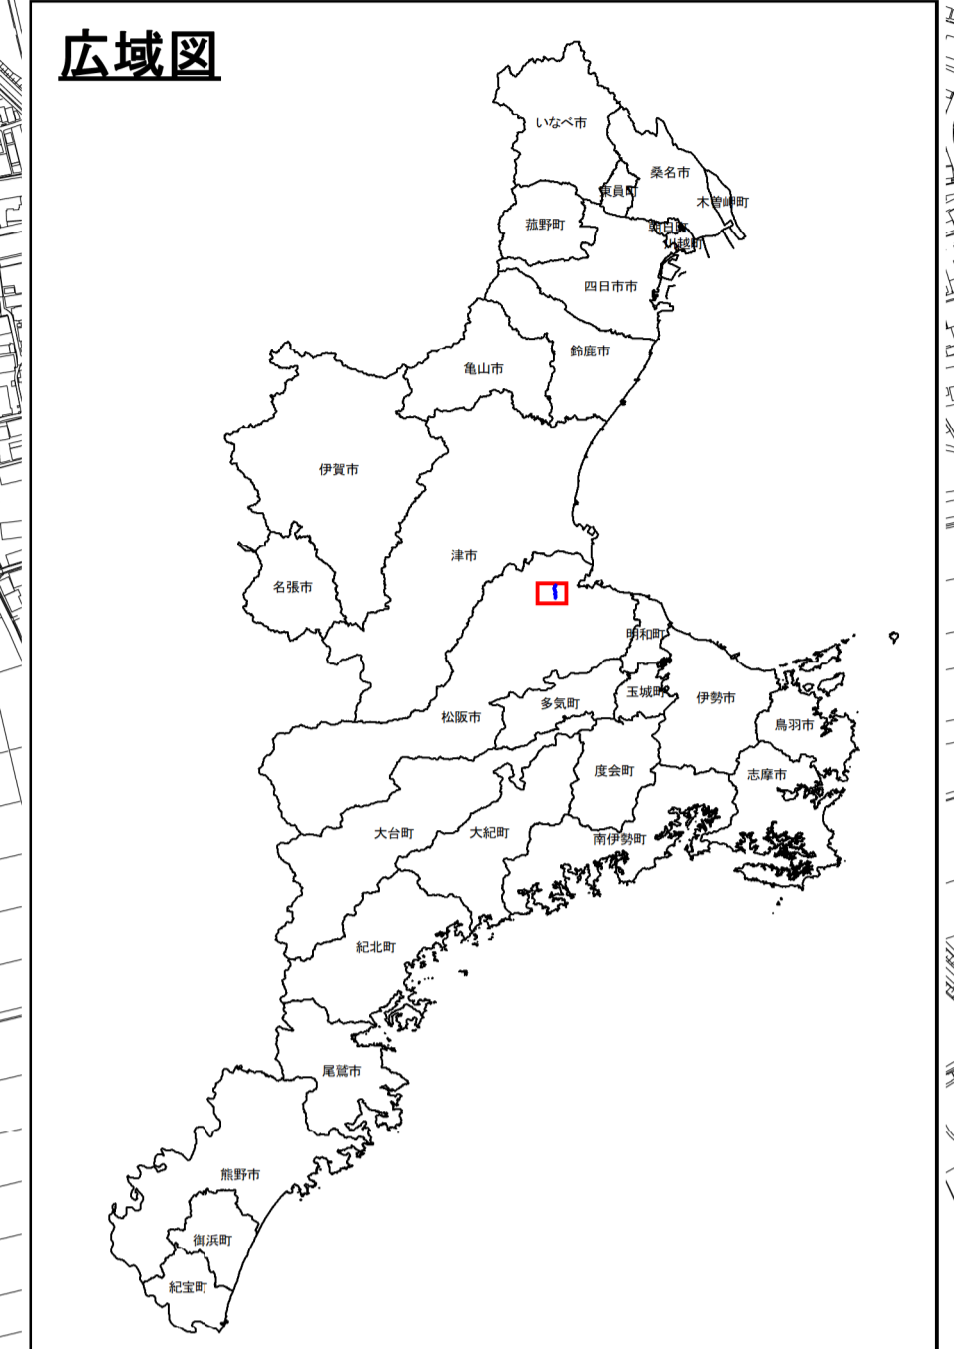 広域図
いなべ市
桑名市
東員町
木曽岬町
菰野町
朝日町
川越町
四日市市
鈴鹿市
亀山市
伊賀市
津市
名張市
明和町
玉城町
伊勢市
多気町
松阪市
鳥羽市
度会町
志摩市
大台町
大紀町
南伊勢町
紀北町
尾鷲市
熊野市
御浜町
紀宝町